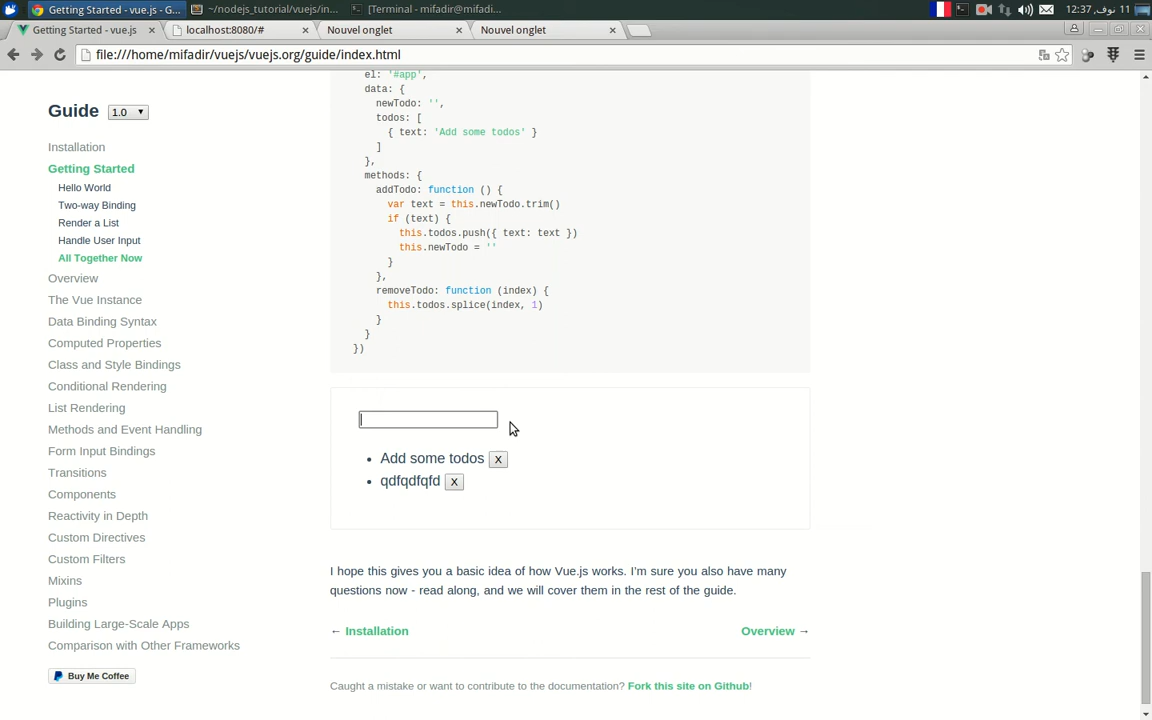 Getting Started - vue.js - G...
~/nodejs_tutorial/vuejs/in...
[Terminal - mifadir@mifadi...
11 نوف, 12:37
Getting Started - vue.js
localhost:8080/#
Nouvel onglet
Nouvel onglet
file:///home/mifadir/vuejs/vuejs.org/guide/index.html
Guide
1.0
Installation
Getting Started
Hello World
Two-way Binding
Render a List
Handle User Input
All Together Now
Overview
The Vue Instance
Data Binding Syntax
Computed Properties
Class and Style Bindings
Conditional Rendering
List Rendering
Methods and Event Handling
Form Input Bindings
Transitions
Components
Reactivity in Depth
Custom Directives
Custom Filters
Mixins
Plugins
Building Large-Scale Apps
Comparison with Other Frameworks
Buy Me Coffee
el: '#app',
data: {
newTodo: '',
todos: [
{ text: 'Add some todos' }
]
},
methods: {
addTodo: function () {
var text = this.newTodo.trim()
if (text) {
this.todos.push({ text: text })
this.newTodo = ''
}
},
removeTodo: function (index) {
this.todos.splice(index, 1)
}
}
})
Add some todos X
qdfqdfqfd X
I hope this gives you a basic idea of how Vue.js works. I'm sure you also have many
questions now - read along, and we will cover them in the rest of the guide.
← Installation
Overview →
Caught a mistake or want to contribute to the documentation? Fork this site on Github!